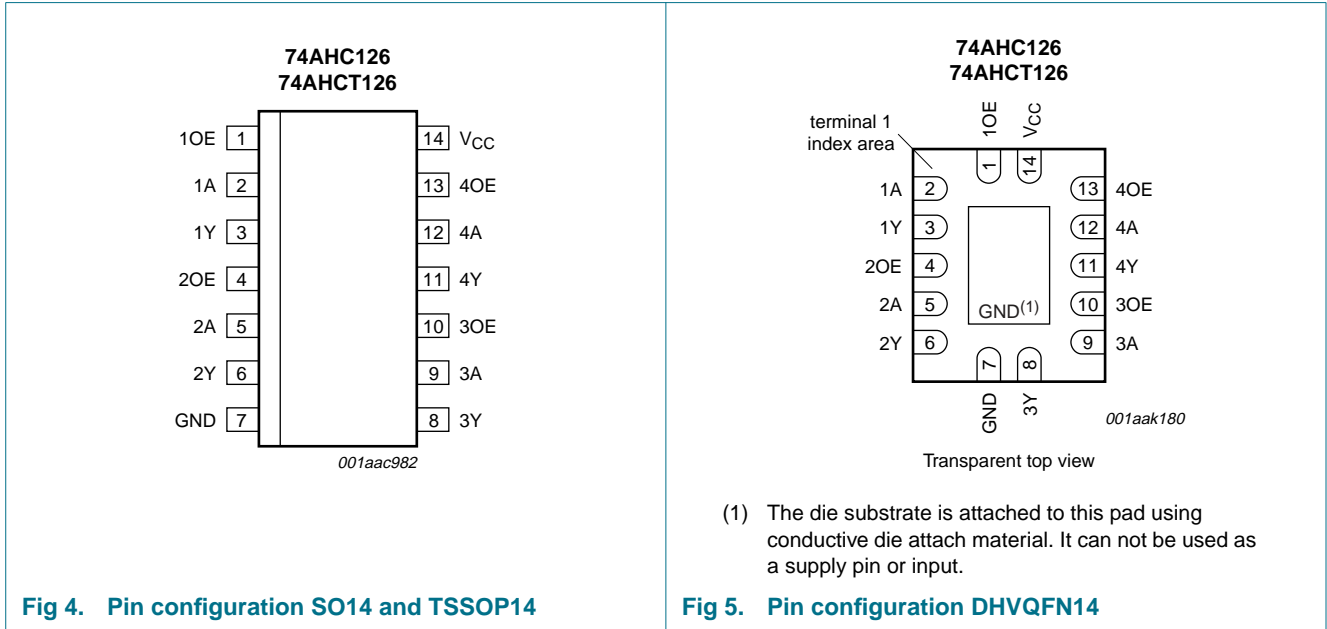 74AHC126
74AHCT126
1OE 1
14 VCC
1A 2
13 4OE
1Y 3
12 4A
2OE 4
11 4Y
2A 5
10 3OE
2Y 6
9 3A
GND 7
8 3Y
001aac982
Fig 4. Pin configuration SO14 and TSSOP14
74AHC126
74AHCT126
terminal 1
index area
1OE
VCC
1
14
1A 2
13 4OE
1Y 3
12 4A
2OE 4
11 4Y
2A 5
10 3OE
GND(1)
2Y 6
9 3A
7
8
GND
3Y
001aak180
Transparent top view
(1) The die substrate is attached to this pad using
conductive die attach material. It can not be used as
a supply pin or input.
Fig 5. Pin configuration DHVQFN14